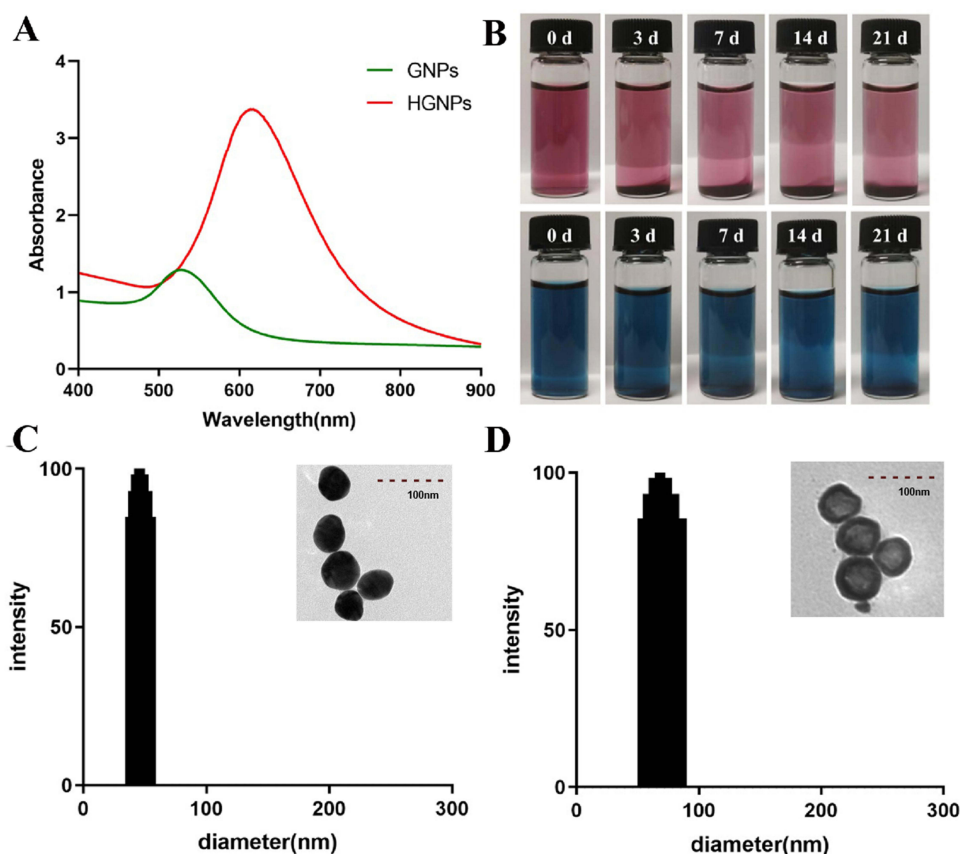 A
4
3
2
1
0
400
500
600
700
800
900
Absorbance
Wavelength(nm)
GNPs
HGNPs
B
0 d
3 d
7 d
14 d
21 d
0 d
3 d
7 d
14 d
21 d
C
100
50
0
0
100
200
300
intensity
diameter(nm)
100nm
D
100
50
0
0
100
200
300
intensity
diameter(nm)
100nm